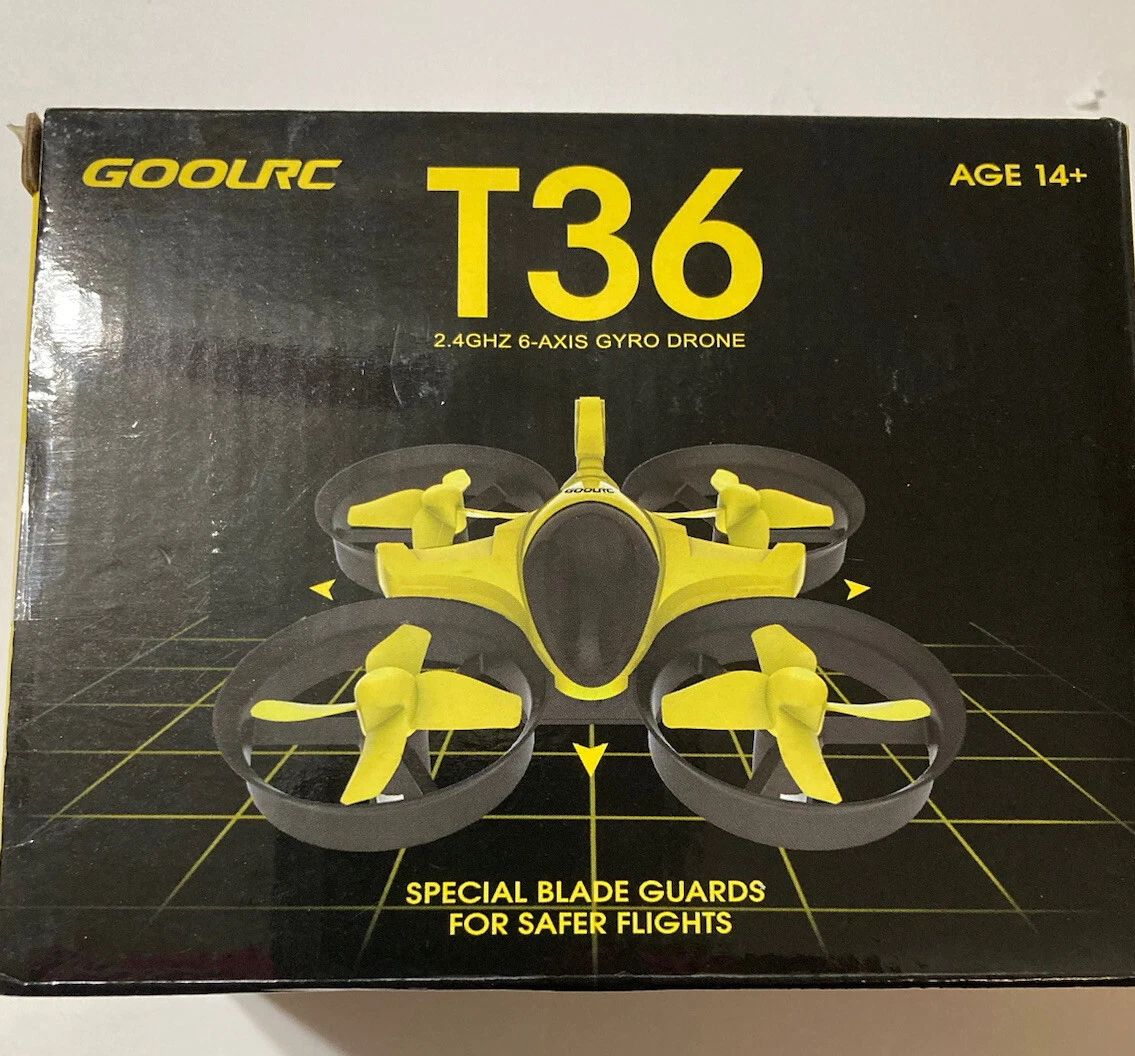 GOOLRC
T36
AGE 14+
2.4GHZ 6-AXIS GYRO DRONE
GOOLRC
SPECIAL BLADE GUARDS
FOR SAFER FLIGHTS